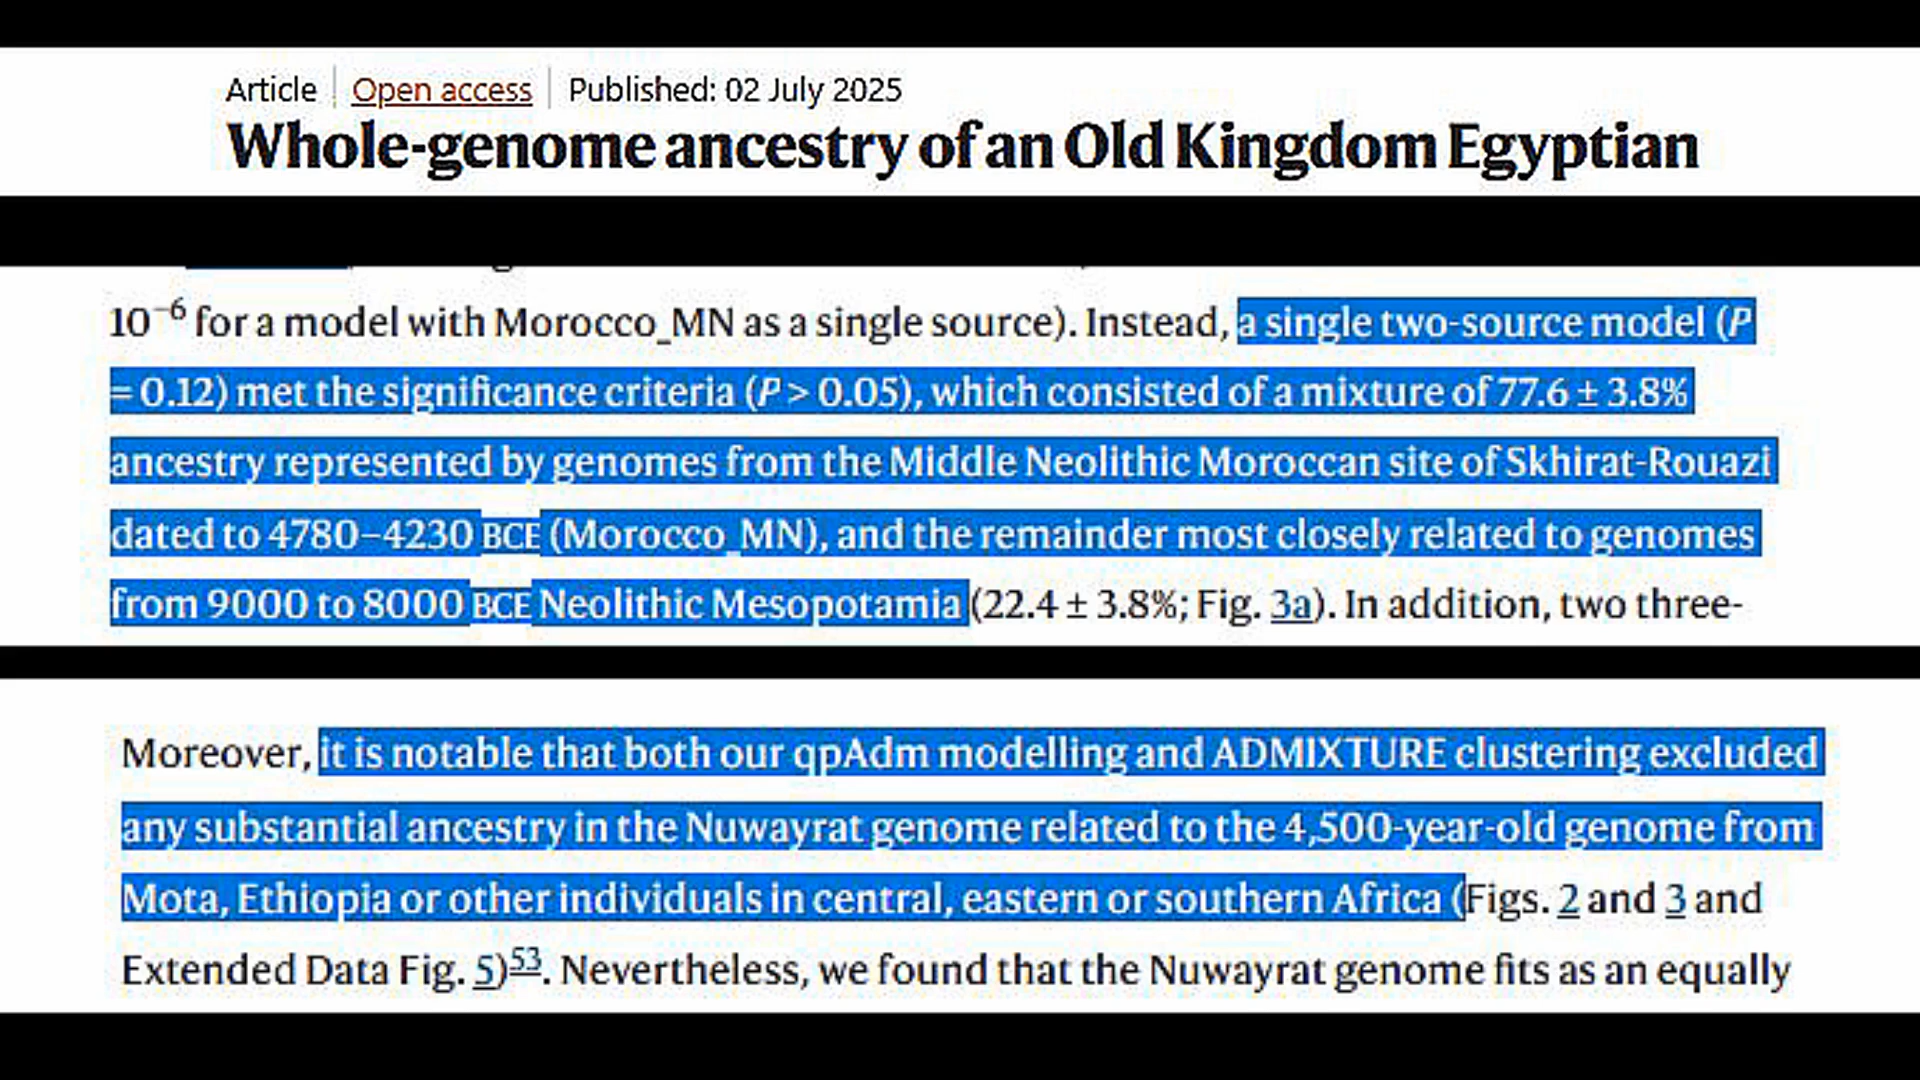 Article | Open access | Published: 02 July 2025
Whole-genome ancestry of an Old Kingdom Egyptian
10⁻⁶ for a model with Morocco_MN as a single source). Instead, a single two-source model (P
= 0.12) met the significance criteria (P > 0.05), which consisted of a mixture of 77.6 ± 3.8%
ancestry represented by genomes from the Middle Neolithic Moroccan site of Skhirat-Rouazi
dated to 4780–4230 BCE (Morocco_MN), and the remainder most closely related to genomes
from 9000 to 8000 BCE Neolithic Mesopotamia (22.4 ± 3.8%; Fig. 3a). In addition, two three-
Moreover, it is notable that both our qpAdm modelling and ADMIXTURE clustering excluded
any substantial ancestry in the Nuwayrat genome related to the 4,500-year-old genome from
Mota, Ethiopia or other individuals in central, eastern or southern Africa (Figs. 2 and 3 and
Extended Data Fig. 5)⁵³. Nevertheless, we found that the Nuwayrat genome fits as an equally